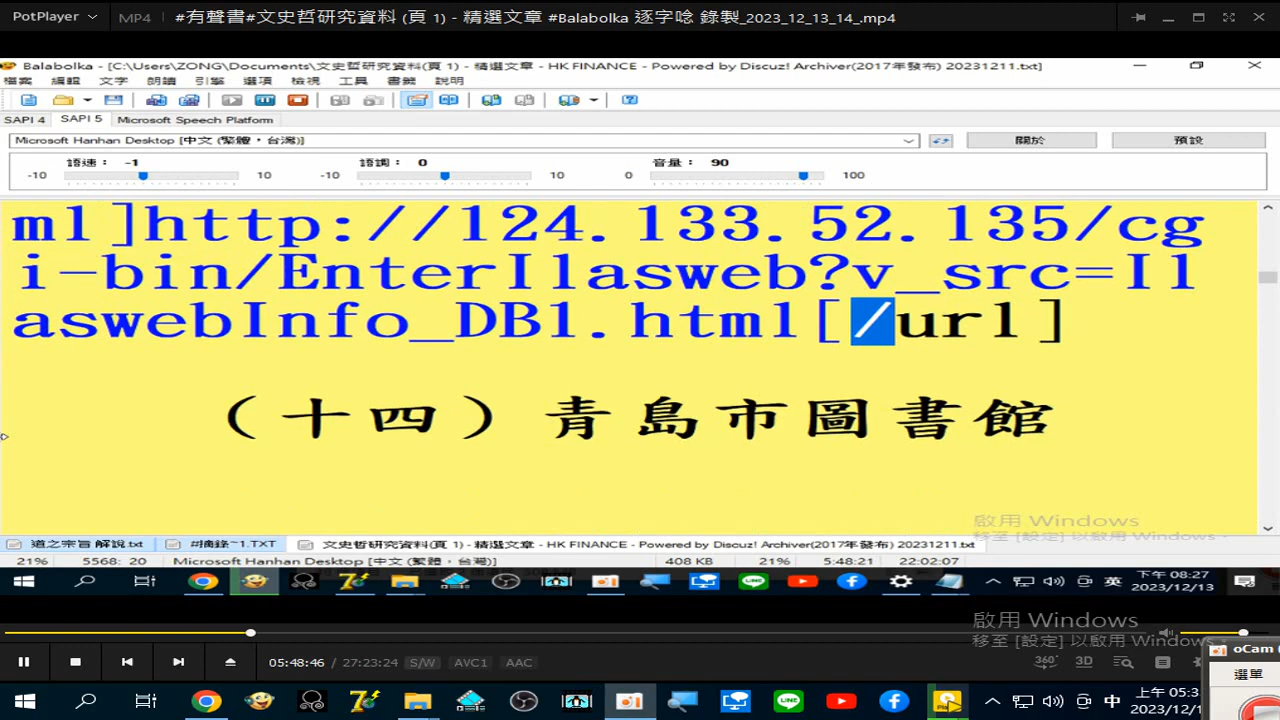 PotPlayer MP4 #有聲書#文史哲研究資料 (頁 1) - 精選文章 #Balabolka 逐字唸 錄製_2023_12_13_14_.mp4
Balabolka - [C:\Users\ZONG\Documents\文史哲研究資料(頁 1) - 精選文章 - HK FINANCE - Powered by Discuz! Archiver(2017年發布) 20231211.txt]
檔案 編輯 文字 朗讀 引擎 選項 檢視 工具 書籤 說明
SAPI 4 SAPI 5 Microsoft Speech Platform
Microsoft Hanhan Desktop [中文 (繁體，台灣)] 關於 預設
語速： -1 語調： 0 音量： 90
-10 10 -10 10 0 100
ml]http://124.133.52.135/cg
i-bin/EnterIlasweb?v_src=Il
aswebInfo_DB1.html[/url]
（十四）青島市圖書館
啟用 Windows
移至 [設定] 以啟用 Windows。
道之宗旨 解說.txt #摘錄~1.TXT 文史哲研究資料(頁 1) - 精選文章 - HK FINANCE - Powered by Discuz! Archiver(2017年發布) 20231211.txt
21% 5568: 20 Microsoft Hanhan Desktop [中文 (繁體，台灣)] 408 KB 21% 5:48:21 22:02:07
英 下午 08:27
2023/12/13
啟用 Windows
移至 [設定] 以啟用 Windows
oCam
05:48:46 / 27:23:24 S/W AVC1 AAC 360° 3D
選單
中 上午 05:3
2023/12/1